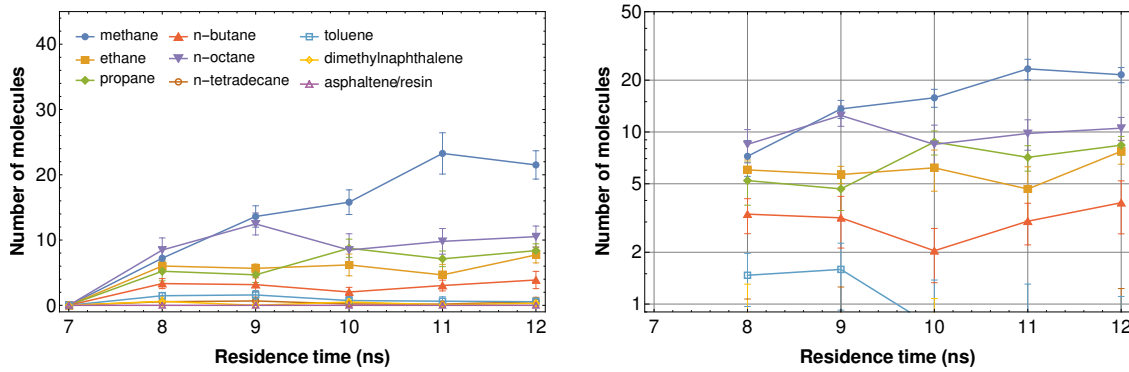 40
30
20
10
0
Number of molecules
methane
n−butane
toluene
ethane
n−octane
dimethylnaphthalene
propane
n−tetradecane
asphaltene/resin
7
8
9
10
11
12
Residence time (ns)
50
20
10
5
2
1
Number of molecules
7
8
9
10
11
12
Residence time (ns)